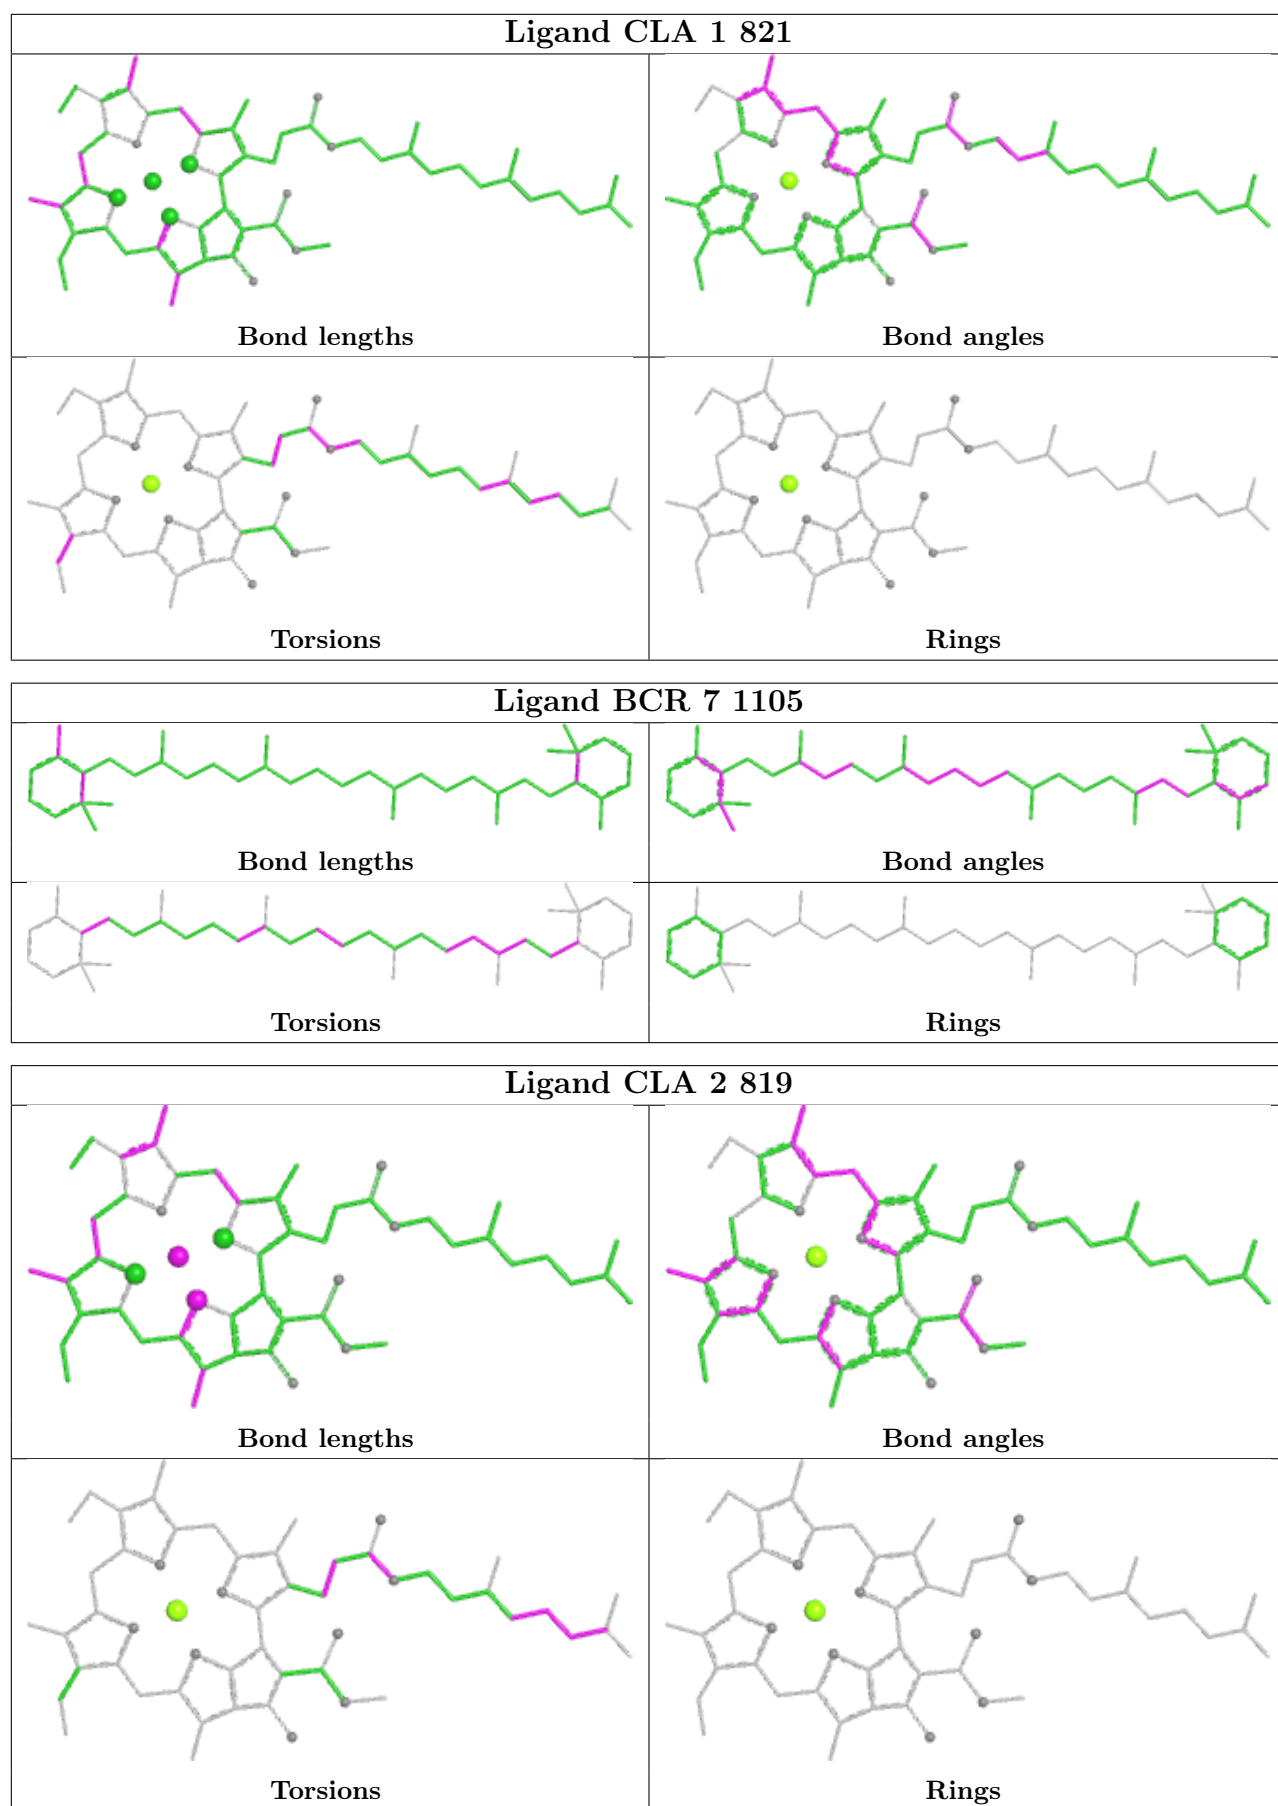 Ligand CLA 1 821
Bond lengths
Bond angles
Torsions
Rings
Ligand BCR 7 1105
Bond lengths
Bond angles
Torsions
Rings
Ligand CLA 2 819
Bond lengths
Bond angles
Torsions
Rings